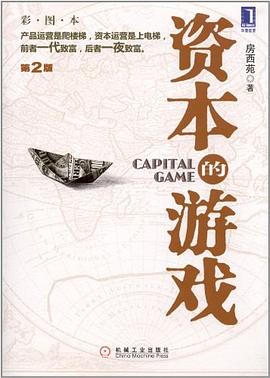 彩·图·本
产品运营是爬楼梯，资本运营是上电梯，
前者一代致富，后者一夜致富。
第2版
房西苑 著
资本的游戏
CAPITAL
GAME
机械工业出版社
China Machine Press